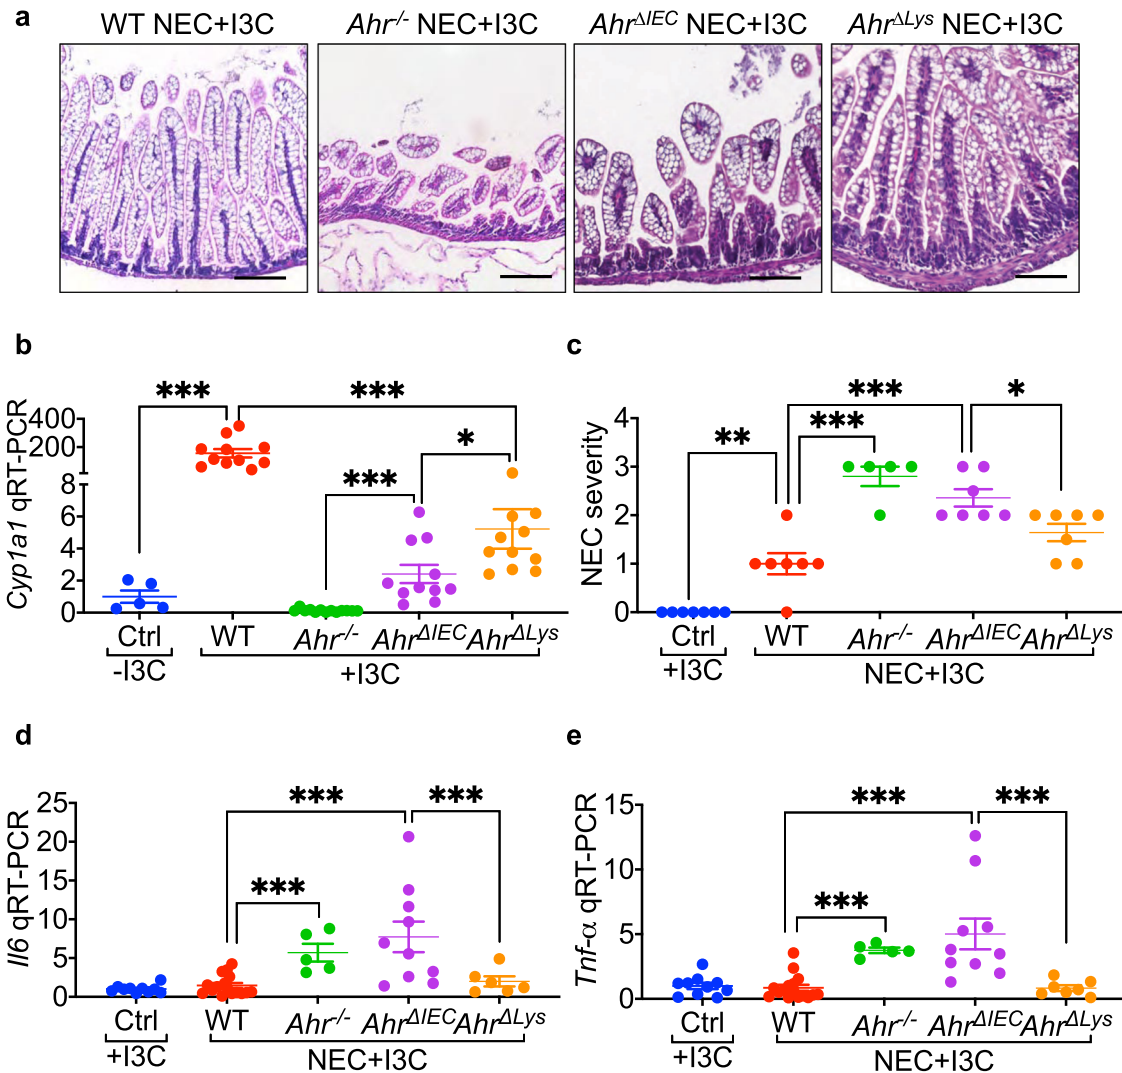 a
WT NEC+I3C
Ahr-/- NEC+I3C
AhrΔIEC NEC+I3C
AhrΔLys NEC+I3C
b
Cyp1a1 qRT-PCR
400
200
8
6
4
2
0
***
***
***
*
Ctrl
WT
Ahr-/-
AhrΔIEC
AhrΔLys
-I3C
+I3C
c
NEC severity
4
3
2
1
0
**
***
***
*
Ctrl
WT
Ahr-/-
AhrΔIEC
AhrΔLys
+I3C
NEC+I3C
d
Il6 qRT-PCR
25
20
15
10
5
0
***
***
***
Ctrl
WT
Ahr-/-
AhrΔIEC
AhrΔLys
+I3C
NEC+I3C
e
Tnf-α qRT-PCR
15
10
5
0
***
***
***
Ctrl
WT
Ahr-/-
AhrΔIEC
AhrΔLys
+I3C
NEC+I3C